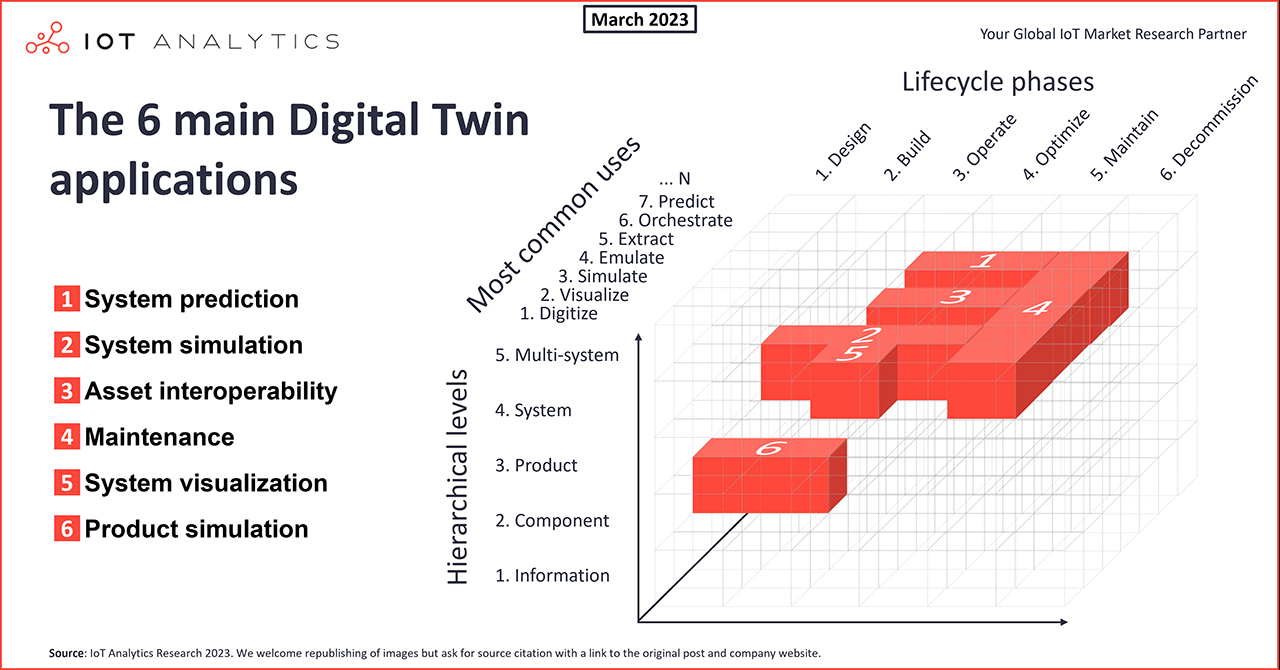 March 2023
IOT ANALYTICS
Your Global IoT Market Research Partner
The 6 main Digital Twin
applications
1 System prediction
2 System simulation
3 Asset interoperability
4 Maintenance
5 System visualization
6 Product simulation
Lifecycle phases
1. Design
2. Build
3. Operate
4. Optimize
5. Maintain
6. Decommission
Most common uses
... N
7. Predict
6. Orchestrate
5. Extract
4. Emulate
3. Simulate
2. Visualize
1. Digitize
Hierarchical levels
5. Multi-system
4. System
3. Product
2. Component
1. Information
1
3
4
2
5
6
Source: IoT Analytics Research 2023. We welcome republishing of images but ask for source citation with a link to the original post and company website.